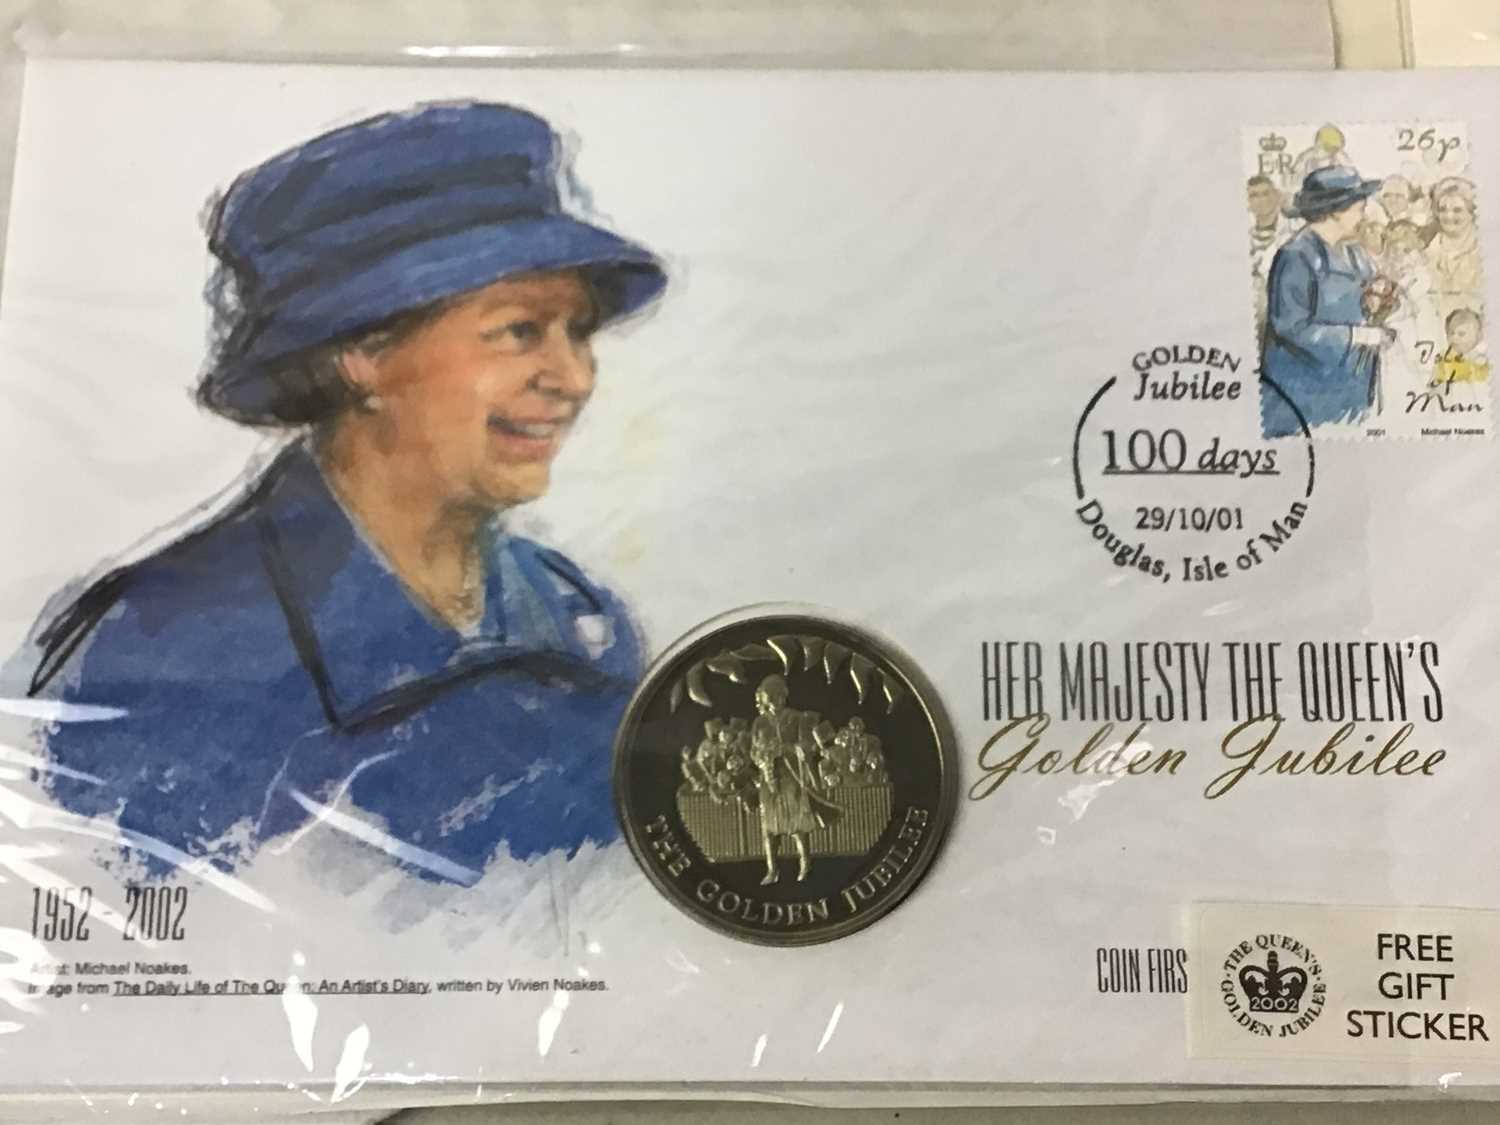 26p
ER
Isle
of
Man
2001 Michael Noakes
GOLDEN
Jubilee
100 days
29/10/01
Douglas, Isle of Man
HER MAJESTY THE QUEEN'S
Golden Jubilee
THE GOLDEN JUBILEE
1952 - 2002
Artist: Michael Noakes.
Image from The Daily Life of The Queen: An Artist's Diary, written by Vivien Noakes.
COIN FIRS
THE QUEEN'S
GOLDEN JUBILEE
2002
FREE
GIFT
STICKER